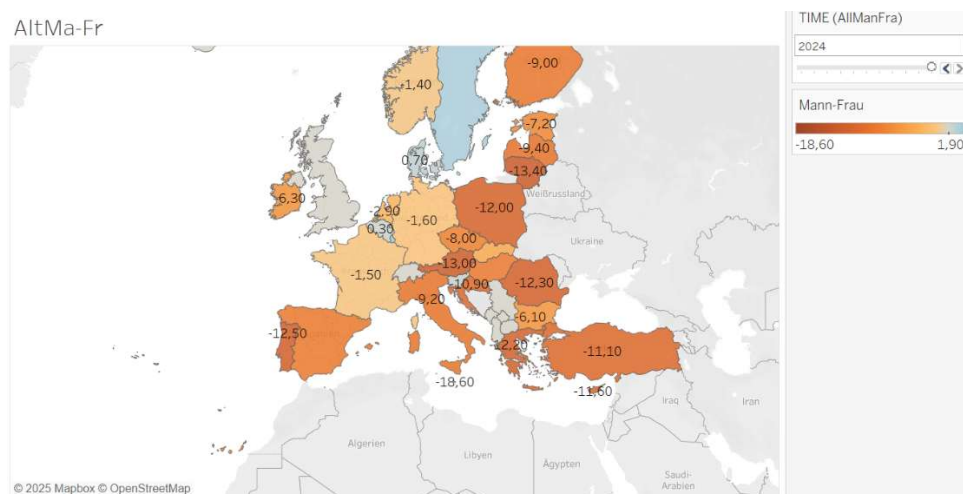 AltMa-Fr
TIME (AllManFra)
2024
Mann-Frau
-18,60 1,90
-9,00
-1,40
-7,20
-9,40
0,70
-13,40
Weißrussland
-6,30
-2,90
-12,00
-1,60
0,30
-8,00
Ukraine
-13,00
-1,50
-10,90
-12,30
-9,20
-6,10
-12,50
12,20
-11,10
-18,60
-11,60
Iraq
Iran
Algerien
Libyen
Ägypten
Saudi-
Arabien
© 2025 Mapbox © OpenStreetMap